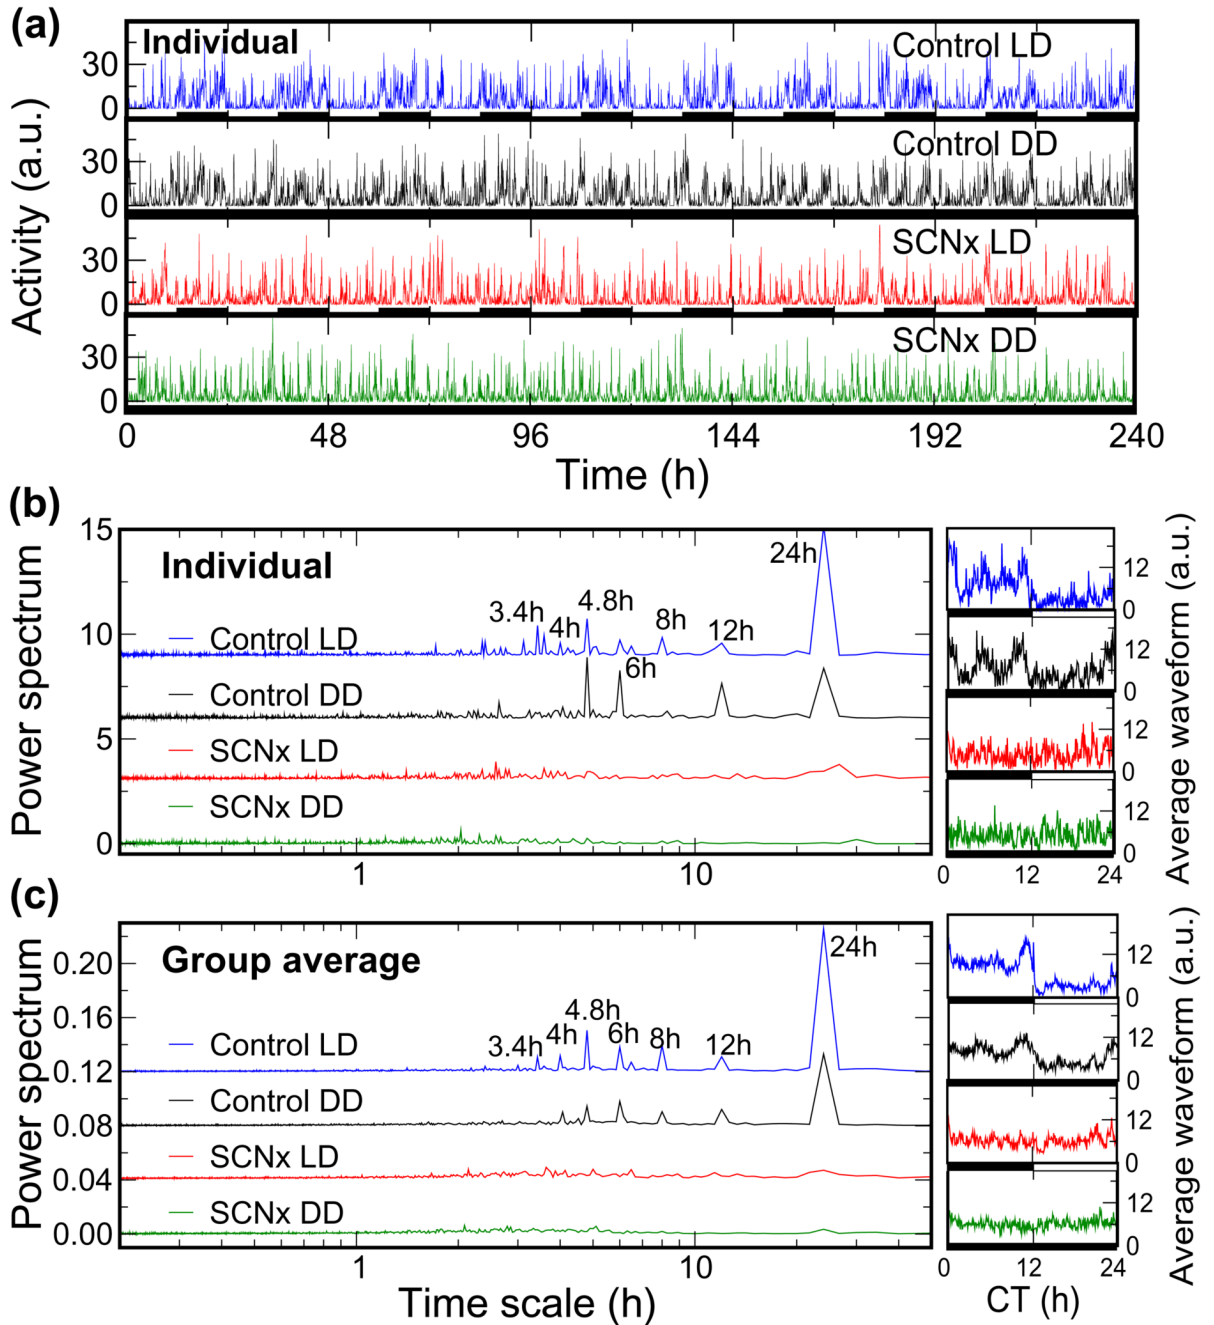 (a)
Individual
Control LD
30
0
Control DD
30
0
SCNx LD
30
0
SCNx DD
30
0
Activity (a.u.)
0 48 96 144 192 240
Time (h)
(b)
15
10
5
0
Power spectrum
Individual
24h
3.4h 4h 4.8h 8h 12h
6h
Control LD
Control DD
SCNx LD
SCNx DD
1 10
12
0
12
0
12
0
12
0
0 12 24
Average waveform (a.u.)
(c)
0.20
0.16
0.12
0.08
0.04
0.00
Power spectrum
Group average
24h
3.4h 4h 4.8h 6h 8h 12h
Control LD
Control DD
SCNx LD
SCNx DD
1 10
Time scale (h)
12
0
12
0
12
0
12
0
0 12 24
CT (h)
Average waveform (a.u.)